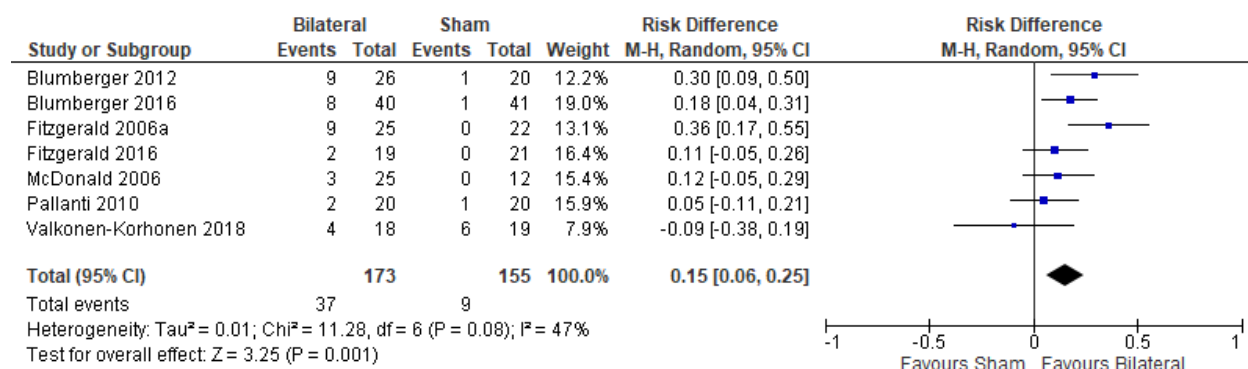 Bilateral Sham Risk Difference Risk Difference
Study or Subgroup Events Total Events Total Weight M-H, Random, 95% CI M-H, Random, 95% CI
Blumberger 2012 9 26 1 20 12.2% 0.30 [0.09, 0.50]
Blumberger 2016 8 40 1 41 19.0% 0.18 [0.04, 0.31]
Fitzgerald 2006a 9 25 0 22 13.1% 0.36 [0.17, 0.55]
Fitzgerald 2016 2 19 0 21 16.4% 0.11 [-0.05, 0.26]
McDonald 2006 3 25 0 12 15.4% 0.12 [-0.05, 0.29]
Pallanti 2010 2 20 1 20 15.9% 0.05 [-0.11, 0.21]
Valkonen-Korhonen 2018 4 18 6 19 7.9% -0.09 [-0.38, 0.19]
Total (95% CI) 173 155 100.0% 0.15 [0.06, 0.25]
Total events 37 9
Heterogeneity: Tau² = 0.01; Chi² = 11.28, df = 6 (P = 0.08); I² = 47%
Test for overall effect: Z = 3.25 (P = 0.001)
-1 -0.5 0 0.5 1
Favours Sham Favours Bilateral